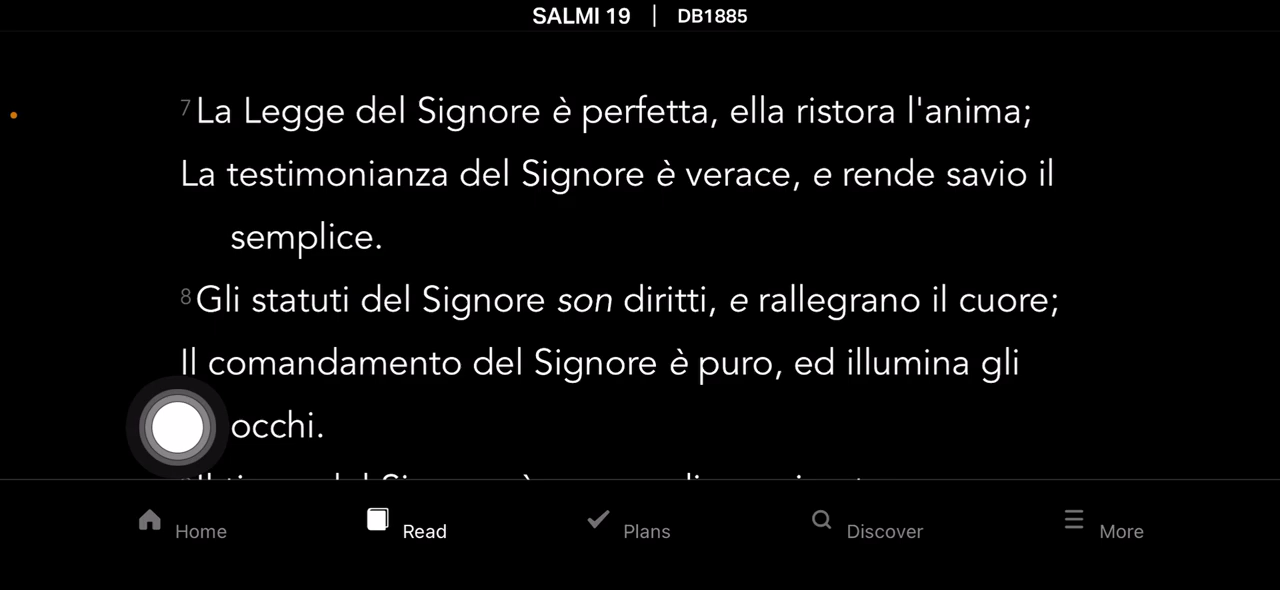 SALMI 19 | DB1885
7 La Legge del Signore è perfetta, ella ristora l'anima;
La testimonianza del Signore è verace, e rende savio il
semplice.
8 Gli statuti del Signore son diritti, e rallegrano il cuore;
Il comandamento del Signore è puro, ed illumina gli
occhi.
Home Read Plans Discover More